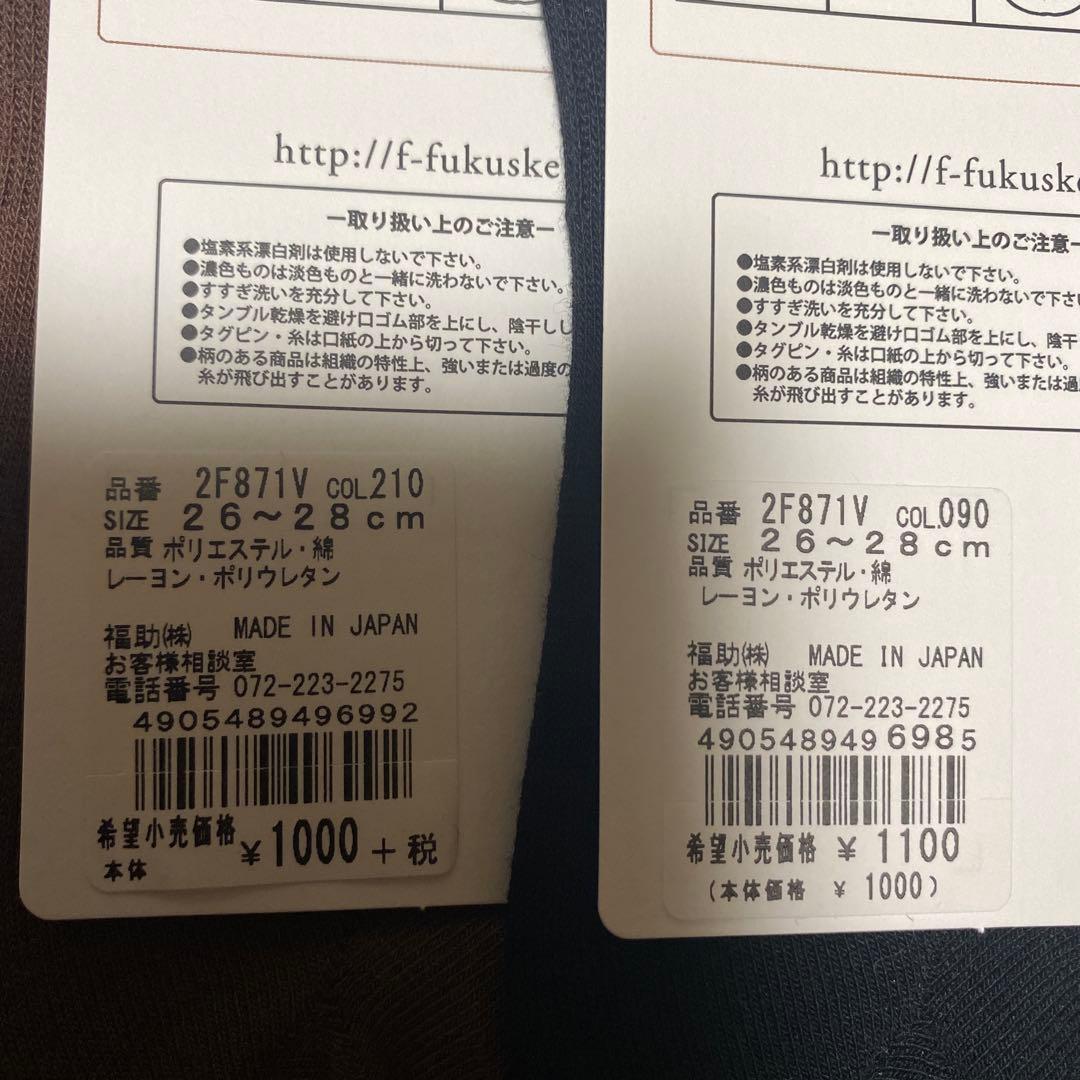 http://f-fukuske
ー取り扱い上のご注意ー
●塩素系漂白剤は使用しないで下さい。
●濃色ものは淡色ものと一緒に洗わないで下さい。
●すすぎ洗いを充分して下さい。
●タンブル乾燥を避け口ゴム部を上にし、陰干しし
●タグピン・糸は口紙の上から切って下さい。
●柄のある商品は組織の特性上、強いまたは過度の
糸が飛び出すことがあります。
品番 2F871V COL210
SIZE 26～28cm
品質 ポリエステル・綿
レーヨン・ポリウレタン
福助㈱ MADE IN JAPAN
お客様相談室
電話番号 072-223-2275
4905489496992
希望小売価格 ¥1000+税
本体
http://f-fukuske
ー取り扱い上のご注意ー
●塩素系漂白剤は使用しないで下さい。
●濃色ものは淡色ものと一緒に洗わないで下さい
●すすぎ洗いを充分して下さい。
●タンブル乾燥を避け口ゴム部を上にし、陰干
●タグピン・糸は口紙の上から切って下さい。
●柄のある商品は組織の特性上、強いまたは過
糸が飛び出すことがあります。
品番 2F871V COL.090
SIZE 26～28cm
品質 ポリエステル・綿
レーヨン・ポリウレタン
福助㈱ MADE IN JAPAN
お客様相談室
電話番号 072-223-2275
4905489496985
希望小売価格 ¥ 1100
(本体価格 ¥ 1000)